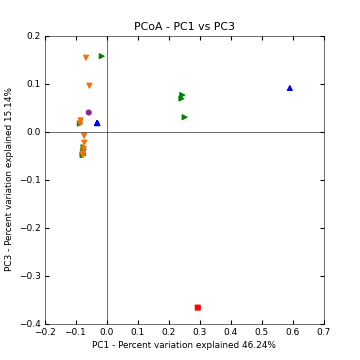 PCoA - PC1 vs PC3
PC3 - Percent variation explained 15.14%
0.2
0.1
0.0
−0.1
−0.2
−0.3
−0.4
−0.2 −0.1 0.0 0.1 0.2 0.3 0.4 0.5 0.6 0.7
PC1 - Percent variation explained 46.24%